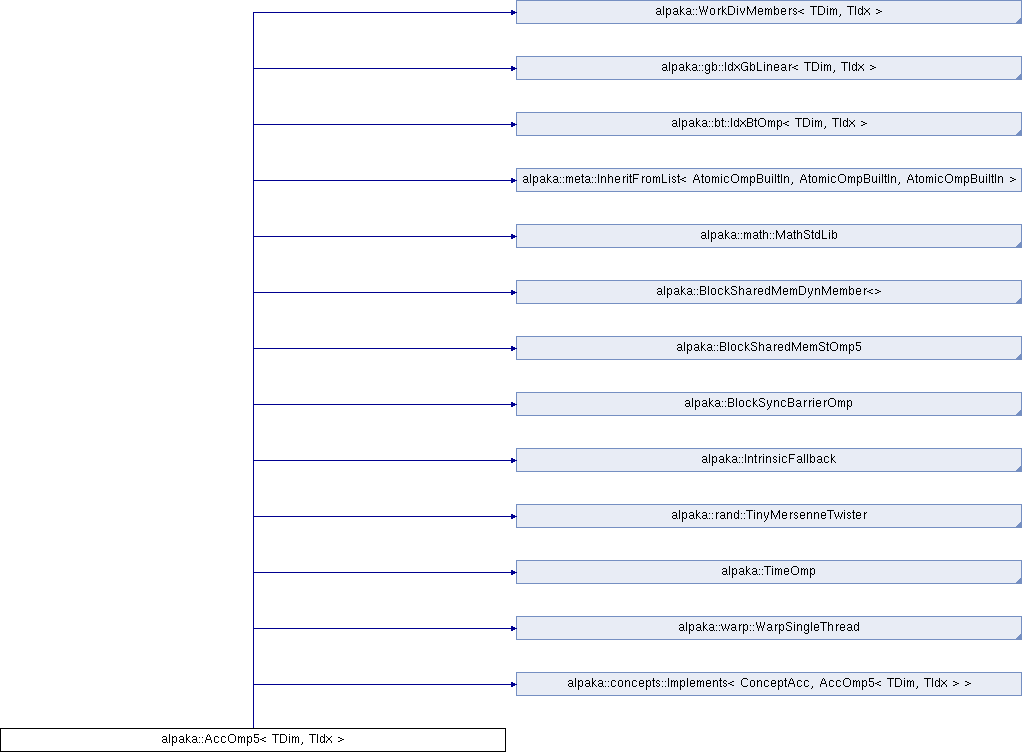 alpaka::WorkDivMembers< TDim, TIdx >
alpaka::gb::IdxGbLinear< TDim, TIdx >
alpaka::bt::IdxBtOmp< TDim, TIdx >
alpaka::meta::InheritFromList< AtomicOmpBuiltIn, AtomicOmpBuiltIn, AtomicOmpBuiltIn >
alpaka::math::MathStdLib
alpaka::BlockSharedMemDynMember<>
alpaka::BlockSharedMemStOmp5
alpaka::BlockSyncBarrierOmp
alpaka::IntrinsicFallback
alpaka::rand::TinyMersenneTwister
alpaka::TimeOmp
alpaka::warp::WarpSingleThread
alpaka::concepts::Implements< ConceptAcc, AccOmp5< TDim, TIdx > >
alpaka::AccOmp5< TDim, TIdx >